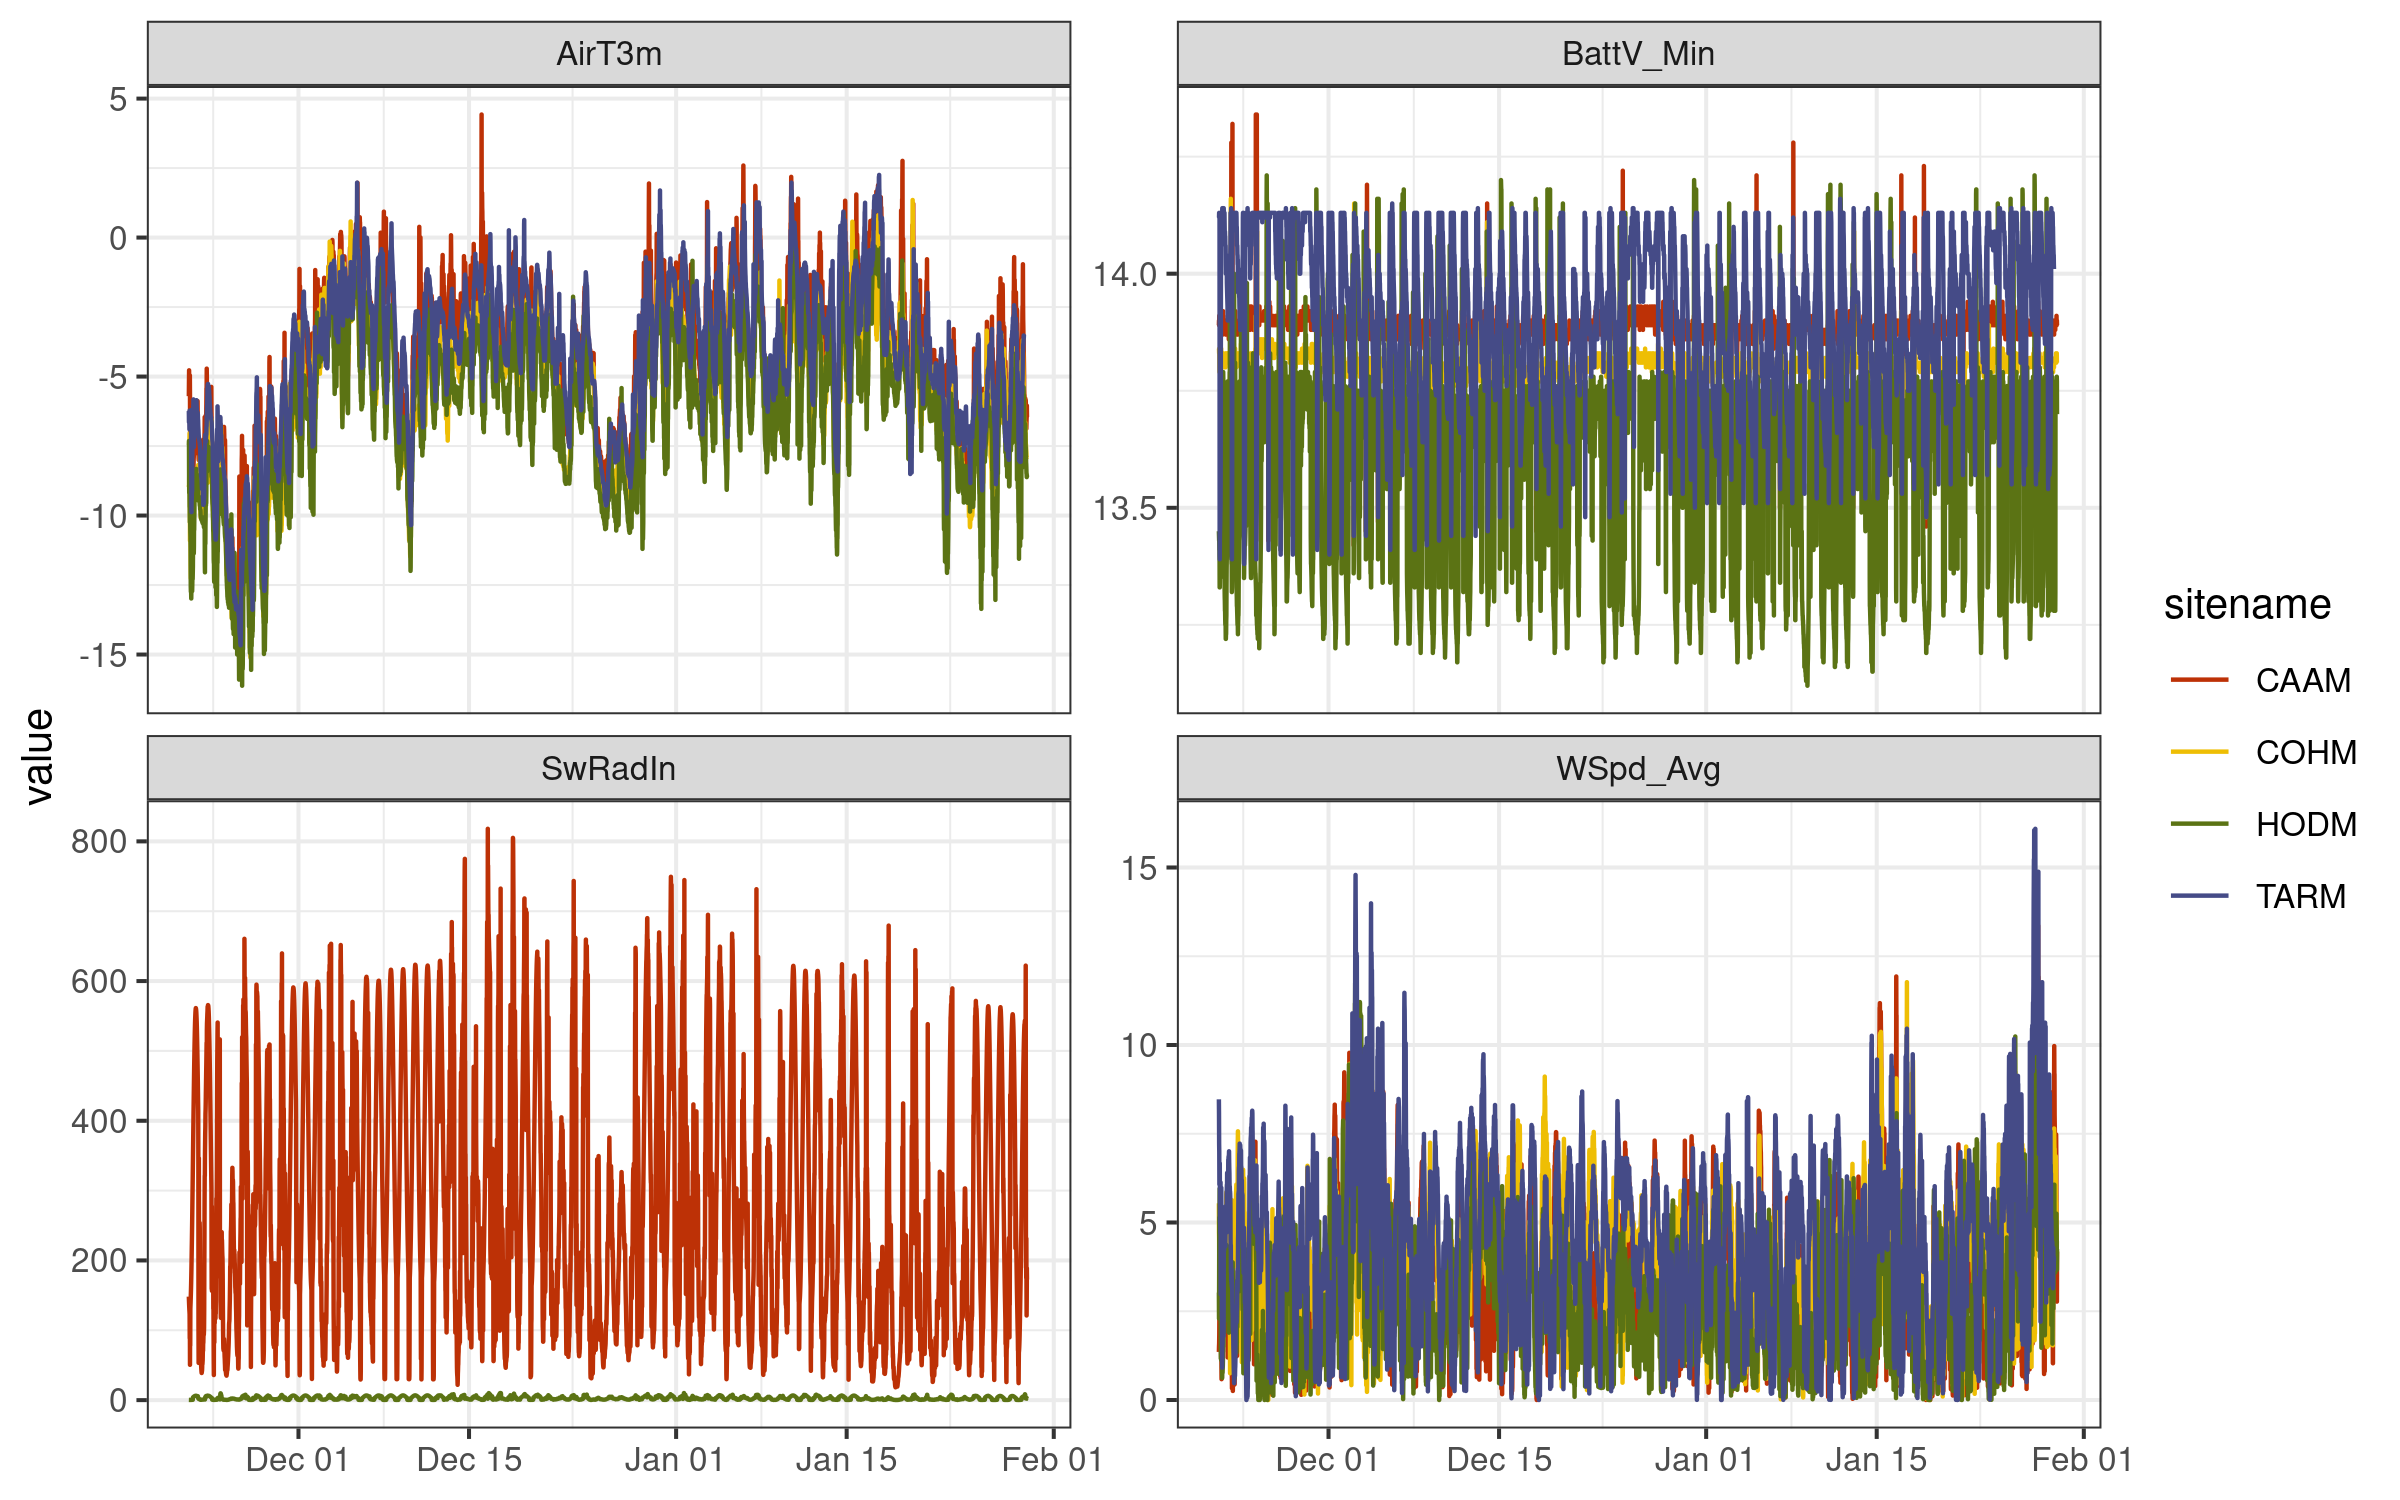 AirT3m
BattV_Min
5
0
-5
-10
-15
14.0
13.5
value
SwRadIn
WSpd_Avg
800
600
400
200
0
15
10
5
0
Dec 01
Dec 15
Jan 01
Jan 15
Feb 01
Dec 01
Dec 15
Jan 01
Jan 15
Feb 01
sitename
CAAM
COHM
HODM
TARM